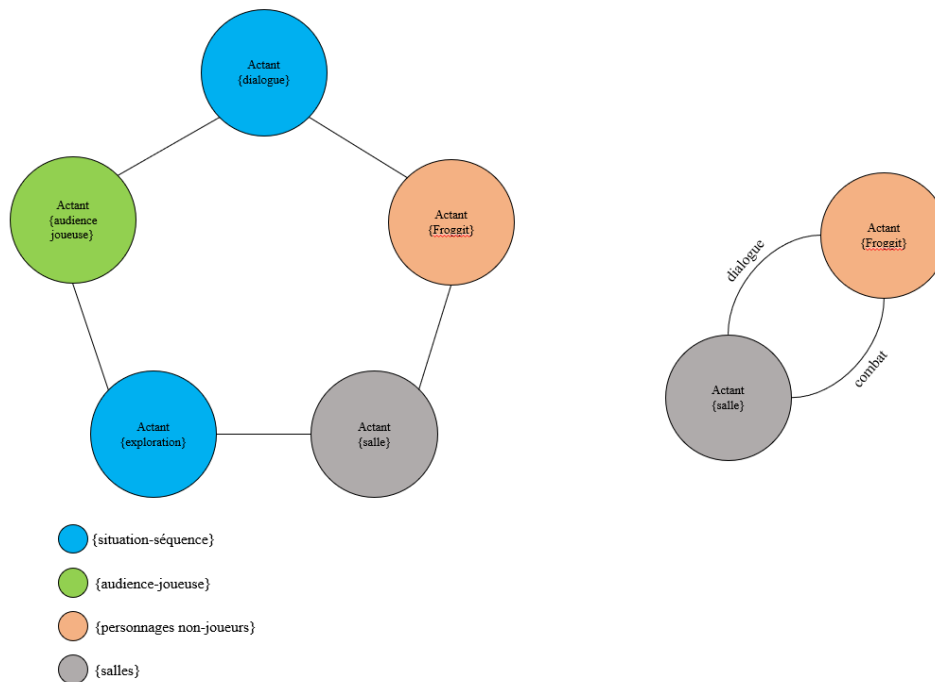 Actant
{dialogue}
Actant
{audience
joueuse}
Actant
{Froggit}
Actant
{exploration}
Actant
{salle}
Actant
{Froggit}
dialogue
combat
Actant
{salle}
{situation-séquence}
{audience-joueuse}
{personnages non-joueurs}
{salles}